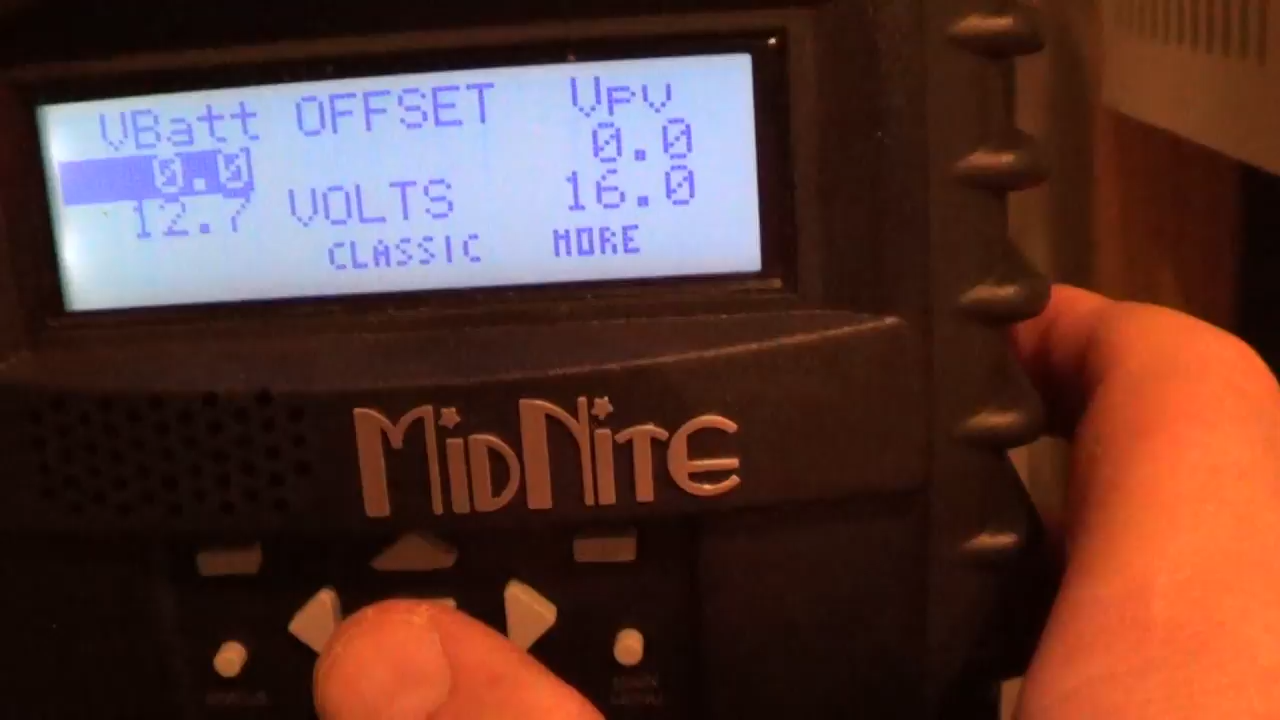 VBatt OFFSET Vpv
0.0 0.0
12.7 VOLTS 16.0
CLASSIC MORE
MIDNITE